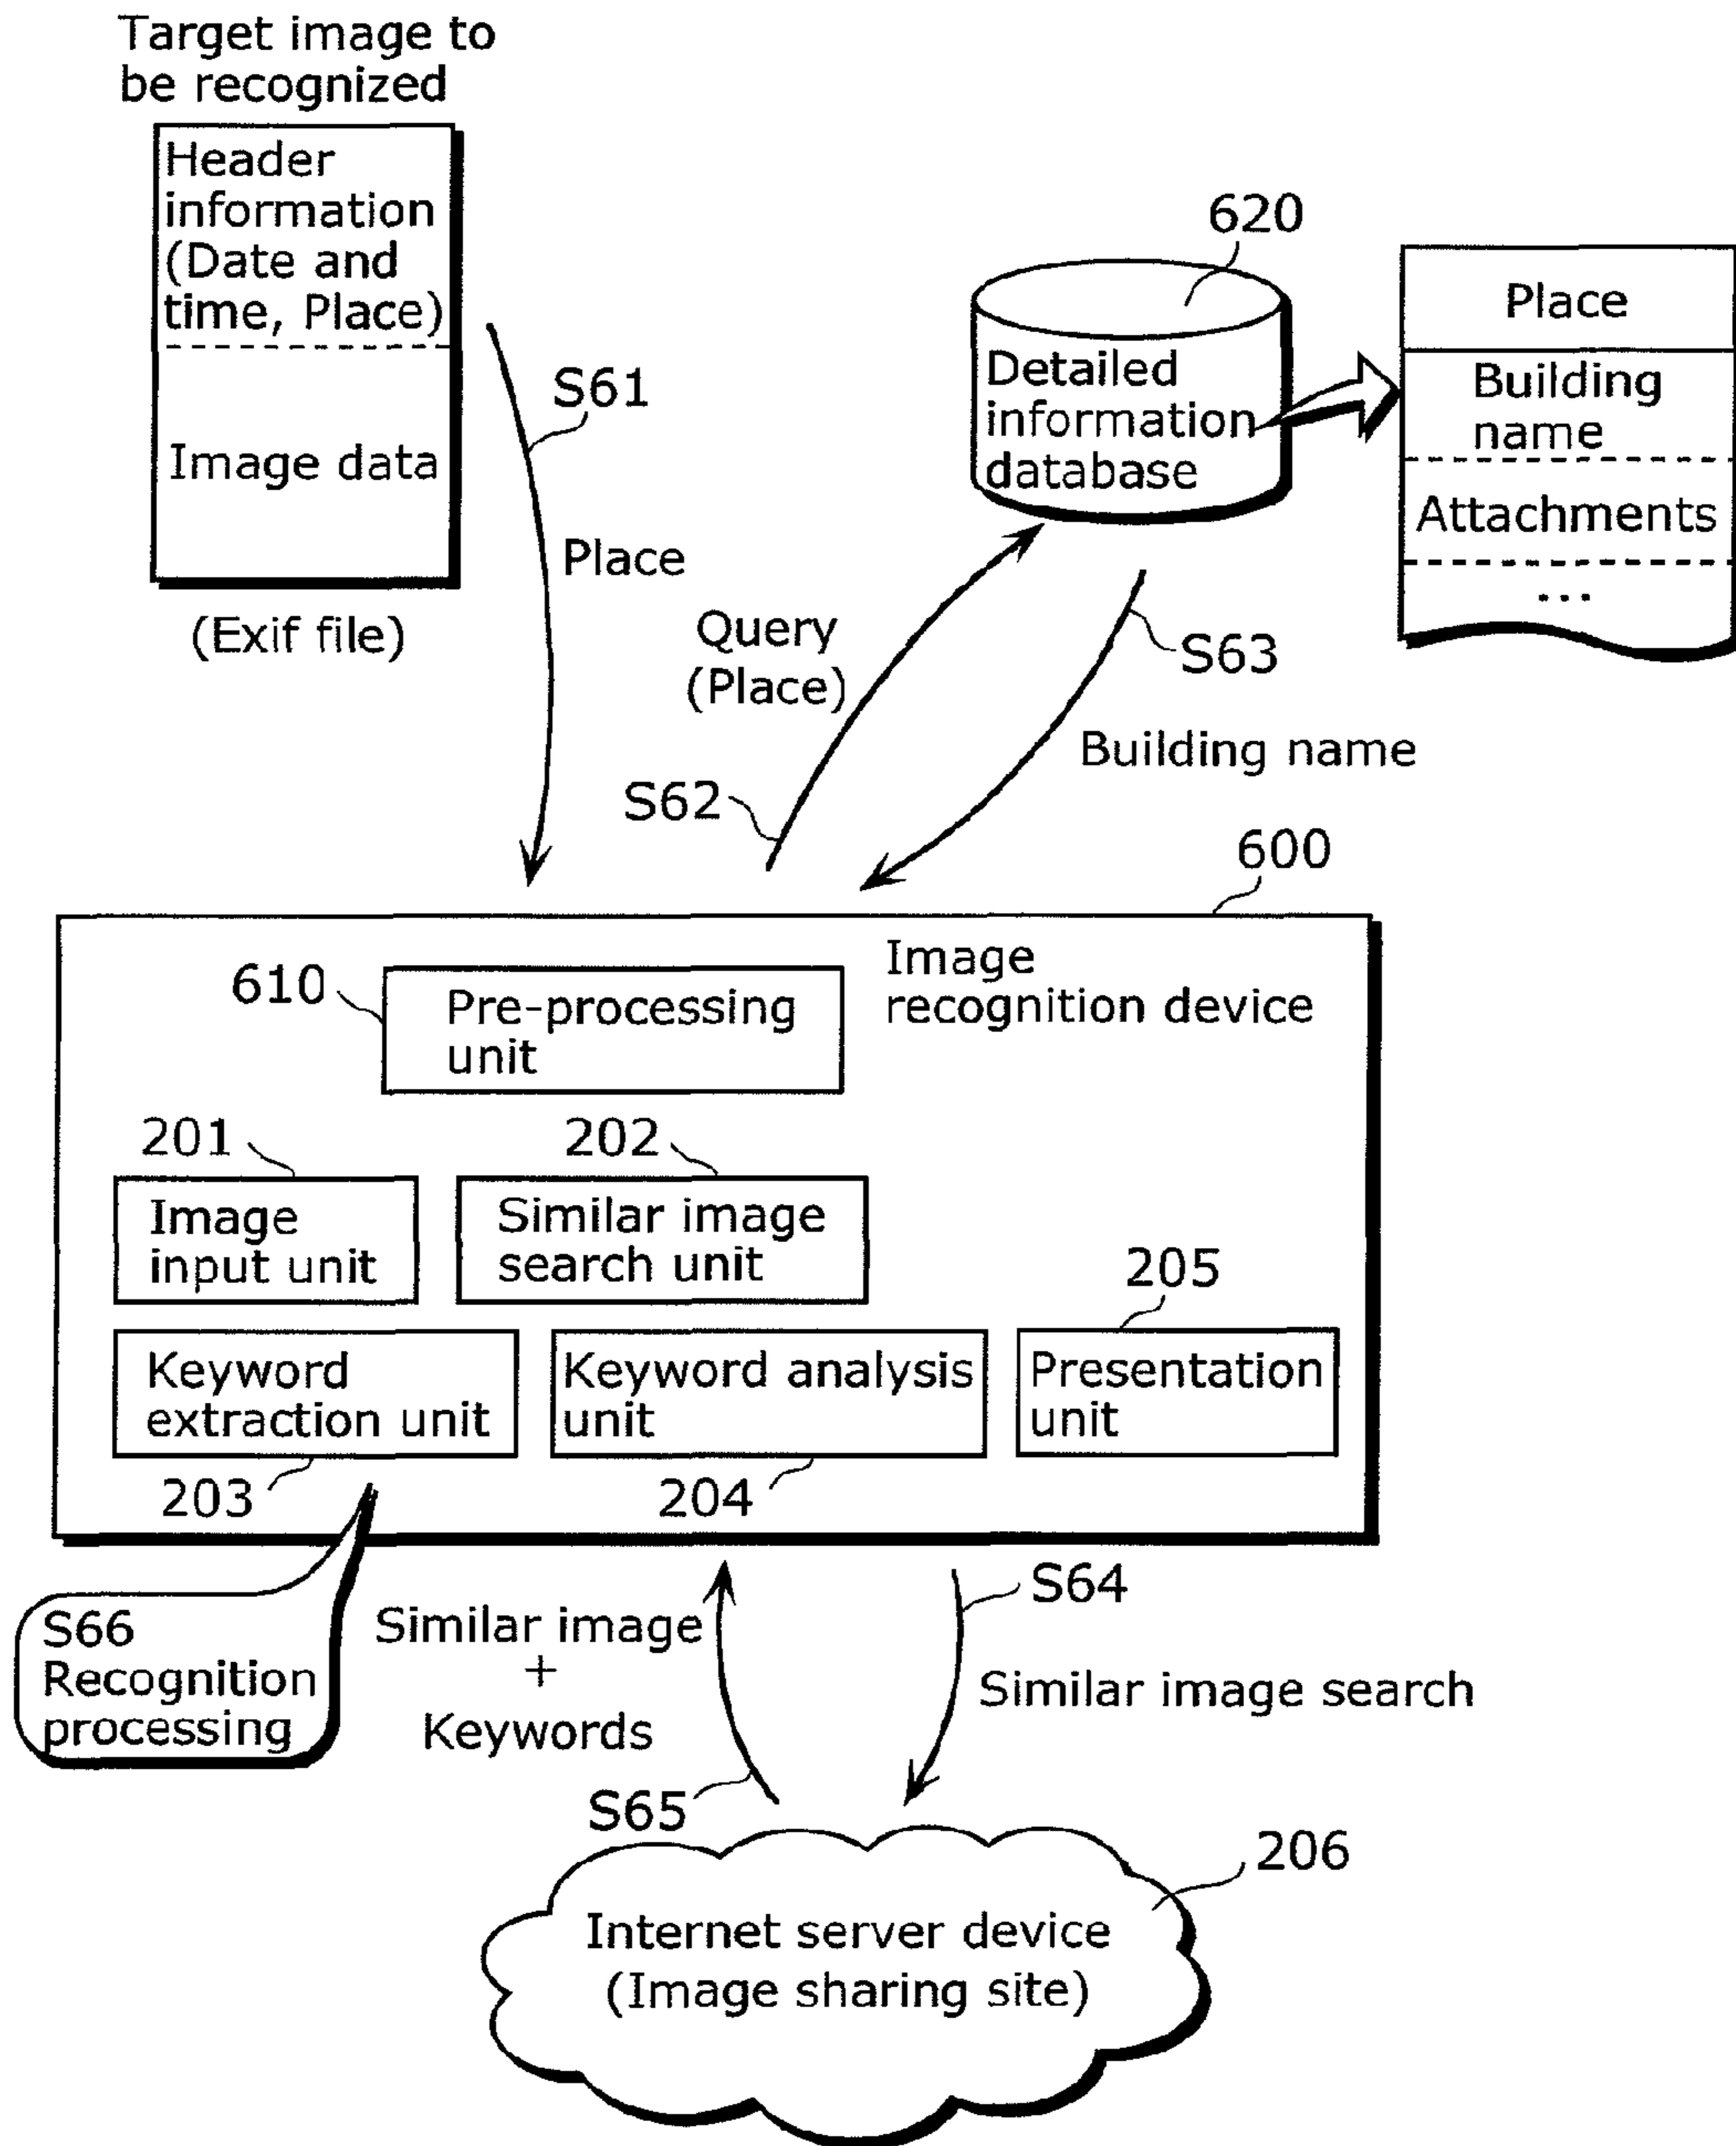 Target image to
be recognized
Header
information
(Date and
time, Place)
Image data
(Exif file)
S61
Place
620
Detailed
information
database
Place
Building
name
Attachments
...
Query
(Place)
S62
S63
Building name
600
Image
recognition device
610
Pre-processing
unit
201
Image
input unit
202
Similar image
search unit
203
Keyword
extraction unit
204
Keyword analysis
unit
205
Presentation
unit
S66
Recognition
processing
Similar image
+
Keywords
S65
S64
Similar image search
206
Internet server device
(Image sharing site)